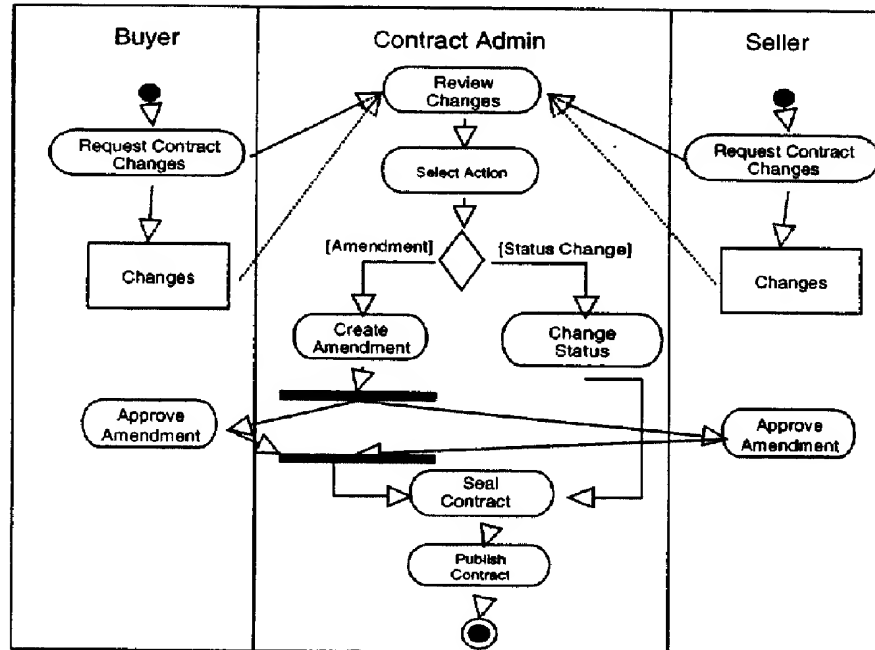 Buyer
Contract Admin
Seller
Review
Changes
Request Contract
Changes
Request Contract
Changes
Select Action
[Amendment]
[Status Change]
Changes
Changes
Create
Amendment
Change
Status
Approve
Amendment
Approve
Amendment
Seal
Contract
Publish
Contract